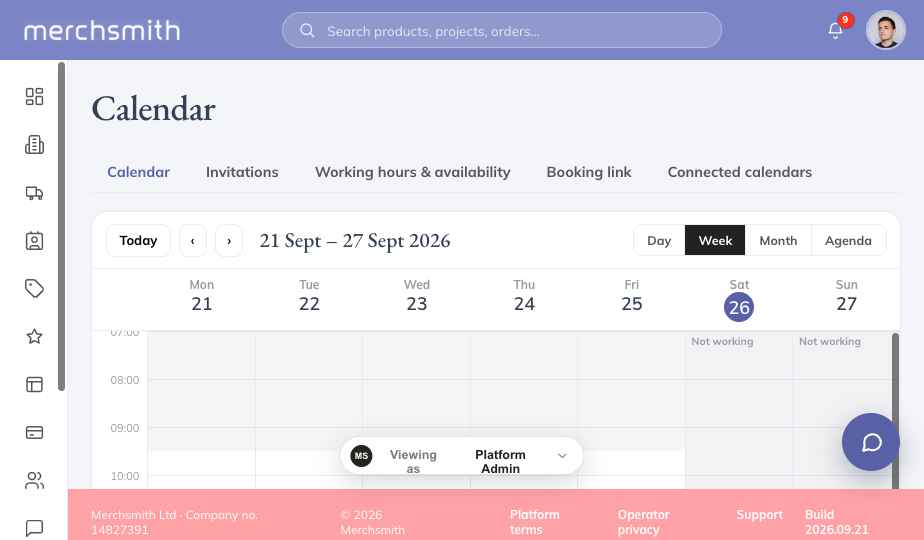 merchsmith
Search products, projects, orders...
9
Calendar
Calendar Invitations Working hours & availability Booking link Connected calendars
Today ‹ › 21 Sept – 27 Sept 2026 Day Week Month Agenda
Mon Tue Wed Thu Fri Sat Sun
21 22 23 24 25 26 27
07:00
Not working Not working
08:00
09:00
MS Viewing as Platform Admin
10:00
Merchsmith Ltd · Company no. 14827391
© 2026 Merchsmith
Platform terms
Operator privacy
Support
Build 2026.09.21